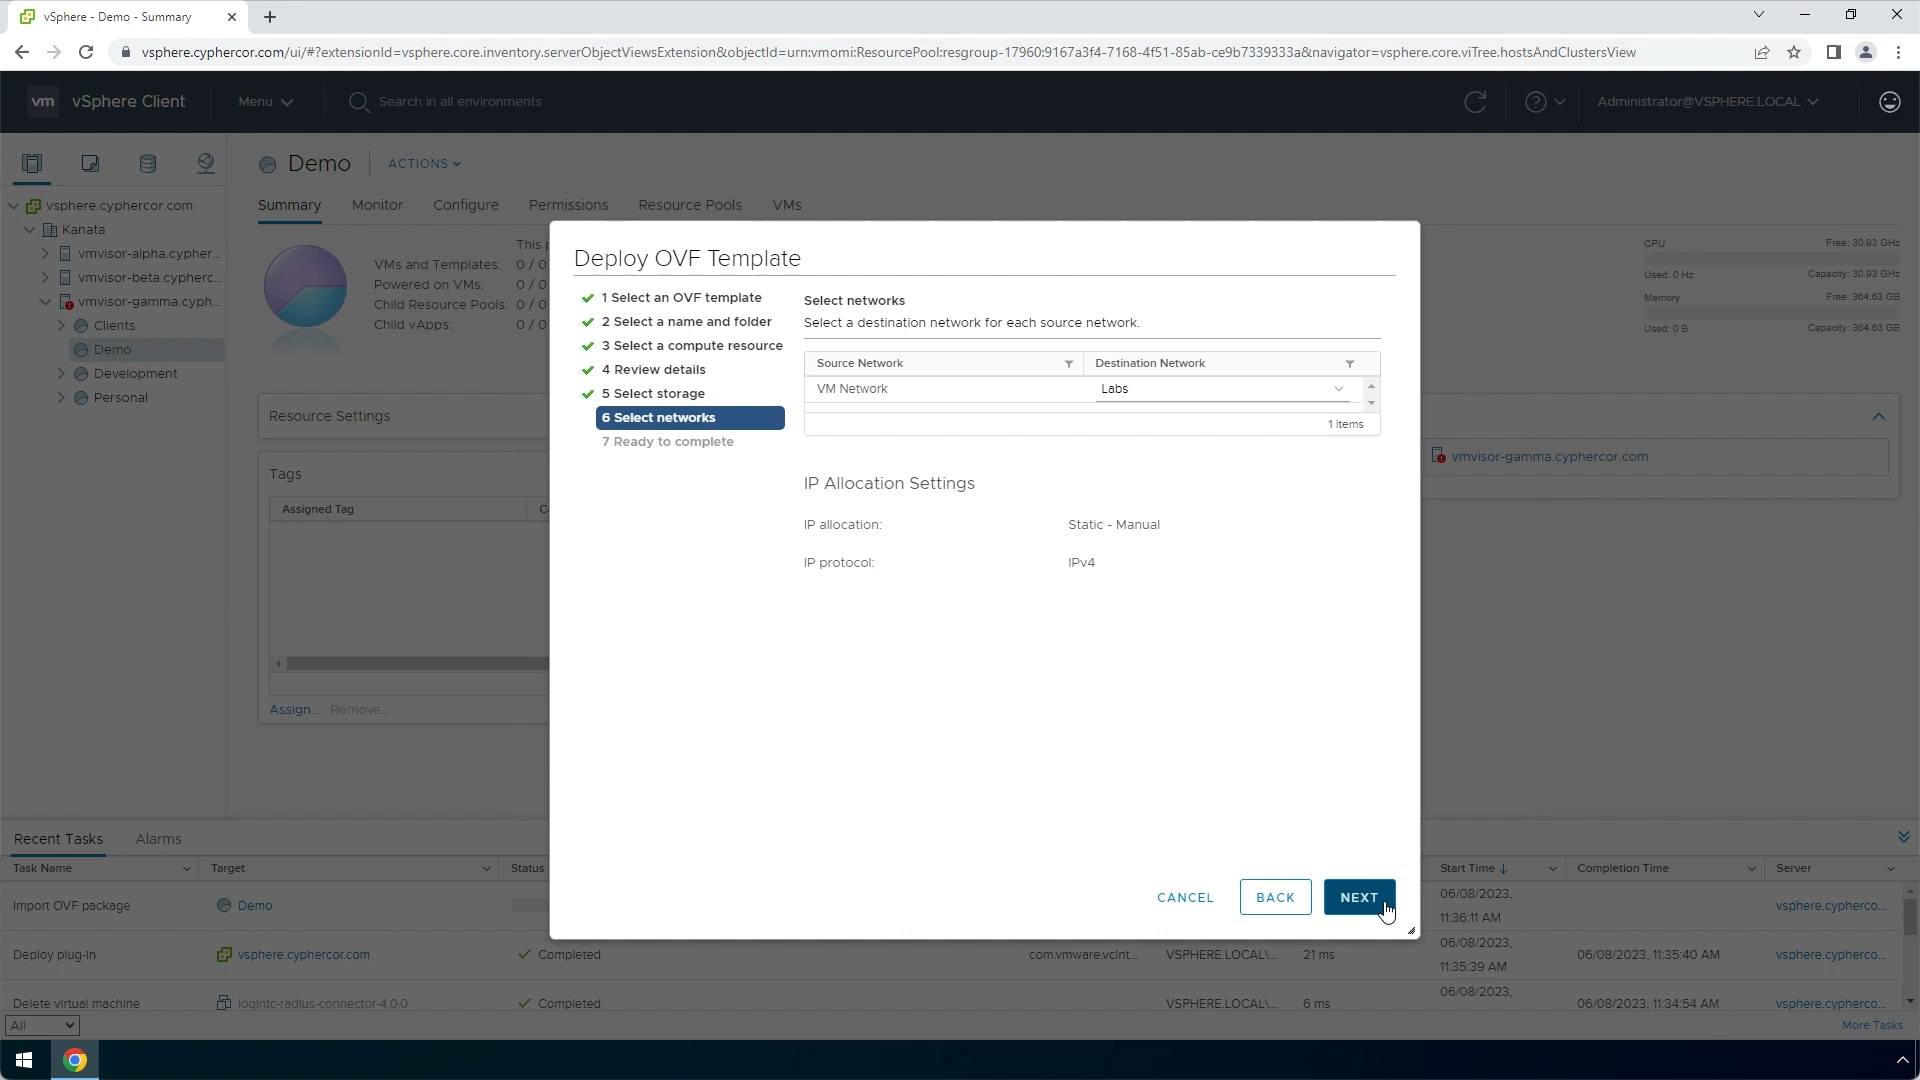 vSphere - Demo - Summary
vsphere.cyphercor.com/ui/#?extensionId=vsphere.core.inventory.serverObjectViewsExtension&objectId=urn:vmomi:ResourcePool:resgroup-17960:9167a3f4-7168-4f51-85ab-ce9b7339333a&navigator=vsphere.core.viTree.hostsAndClustersView
vm vSphere Client Menu Search in all environments Administrator@VSPHERE.LOCAL
Demo ACTIONS
Summary Monitor Configure Permissions Resource Pools VMs
vsphere.cyphercor.com
Kanata
vmvisor-alpha.cypher...
vmvisor-beta.cypherc...
vmvisor-gamma.cyph...
Clients
Demo
Development
Personal
This
VMs and Templates: 0 / 0
Powered on VMs: 0 / 0
Child Resource Pools: 0 / 0
Child vApps: 0 / 0
CPU Free: 30.93 GHz
Used: 0 Hz Capacity: 30.93 GHz
Memory Free: 364.63 GB
Used: 0 B Capacity: 364.63 GB
Resource Settings
Tags
Assigned Tag
Assign... Remove...
vmvisor-gamma.cyphercor.com
Deploy OVF Template
1 Select an OVF template
2 Select a name and folder
3 Select a compute resource
4 Review details
5 Select storage
6 Select networks
7 Ready to complete
Select networks
Select a destination network for each source network.
Source Network Destination Network
VM Network Labs
1 items
IP Allocation Settings
IP allocation: Static - Manual
IP protocol: IPv4
CANCEL BACK NEXT
Recent Tasks Alarms
Task Name Target Status Start Time Completion Time Server
Import OVF package Demo 06/08/2023, 11:36:11 AM vsphere.cypherco...
Deploy plug-in vsphere.cyphercor.com Completed com.vmware.vcInt... VSPHERE.LOCAL\... 21 ms 06/08/2023, 11:35:39 AM 06/08/2023, 11:35:40 AM vsphere.cypherco...
Delete virtual machine logintc-radius-connector-4.0.0 Completed VSPHERE.LOCAL\... 6 ms 06/08/2023, 06/08/2023, 11:34:54 AM vsphere.cypherco...
All More Tasks